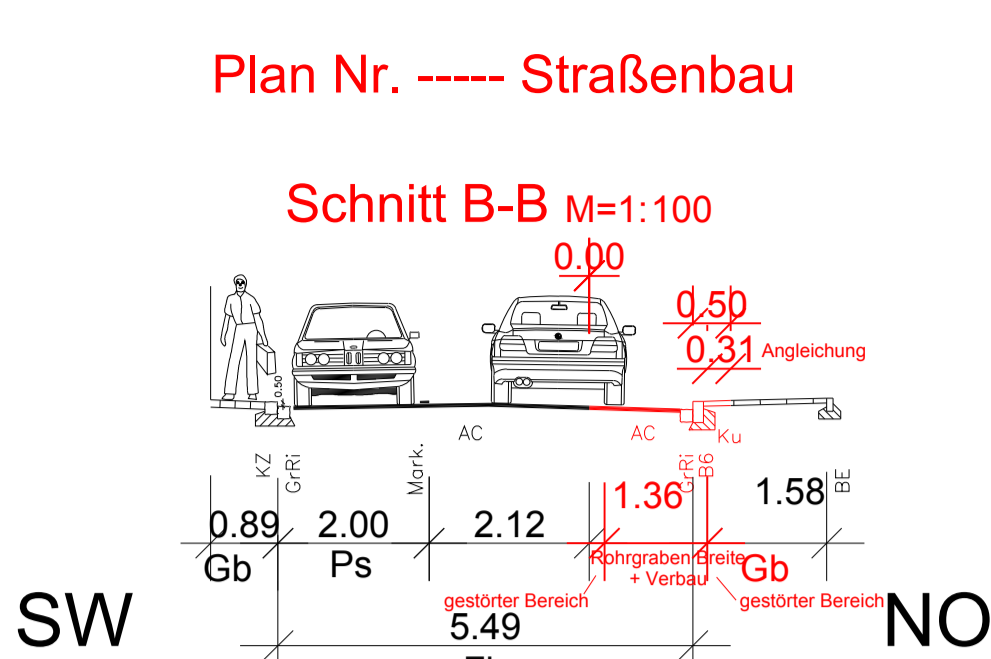 Plan Nr. ----- Straßenbau
Schnitt B-B M=1:100
0.00
0.50
0.31 Angleichung
0.50
AC
AC
Ku
KZ
GrRi
Mark.
GrRi
B6
BE
0.89
2.00
2.12
1.36
1.58
Gb
Ps
Rohrgraben Breite
+ Verbau
Gb
gestörter Bereich
gestörter Bereich
SW
5.49
NO